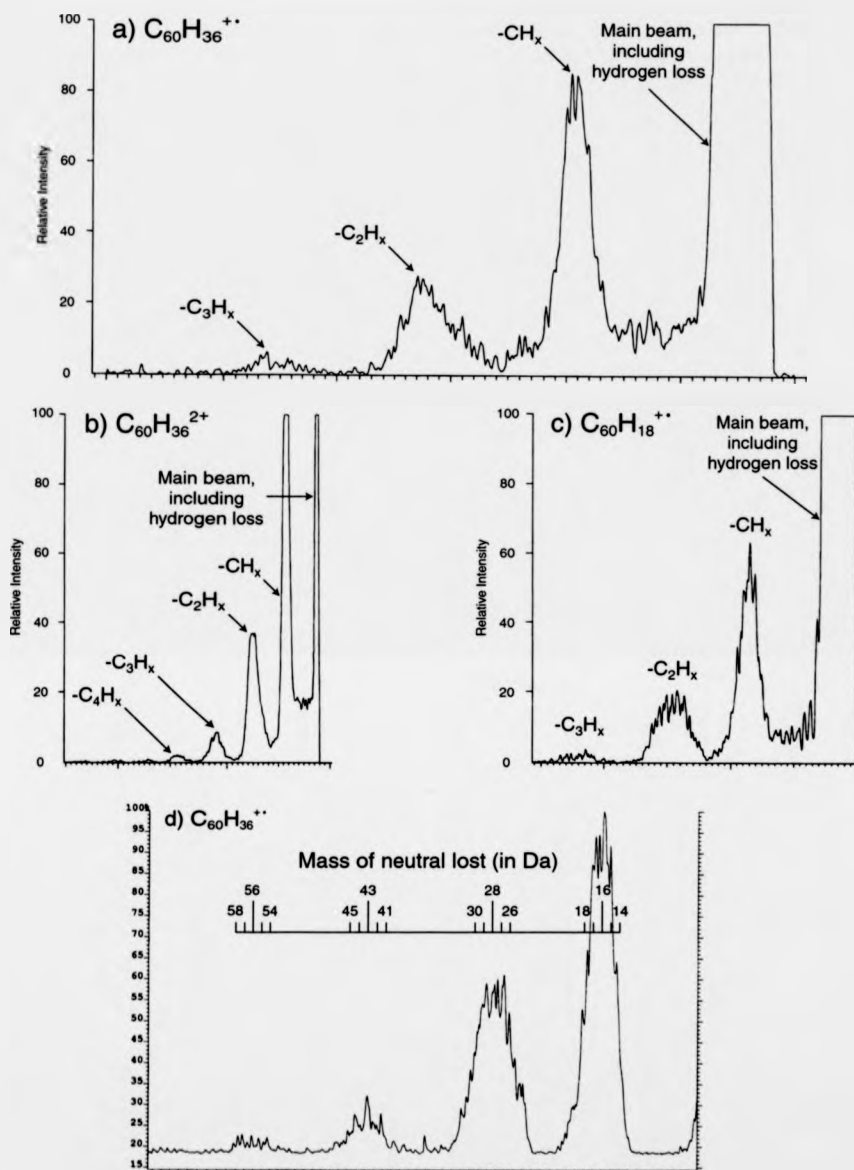 a) C₆₀H₃₆⁺•
Relative Intensity
100
80
60
40
20
0
-CHₓ
Main beam,
including
hydrogen loss
-C₂Hₓ
-C₃Hₓ
b) C₆₀H₃₆²⁺
Relative Intensity
100
80
60
40
20
0
Main beam,
including
hydrogen loss
-CHₓ
-C₂Hₓ
-C₃Hₓ
-C₄Hₓ
c) C₆₀H₁₈⁺•
100
80
60
40
20
0
Main beam,
including
hydrogen loss
-CHₓ
-C₂Hₓ
-C₃Hₓ
d) C₆₀H₃₆⁺•
100%
95
90
85
80
75
70
65
60
55
50
45
40
35
30
25
20
15
Mass of neutral lost (in Da)
56 43 28 16
58 54 45 41 30 26 18 14